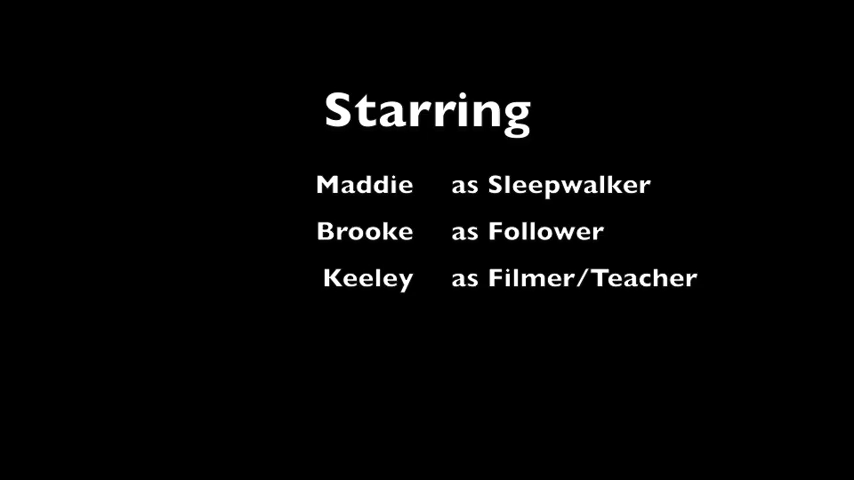 Starring
Maddie as Sleepwalker
Brooke as Follower
Keeley as Filmer/Teacher